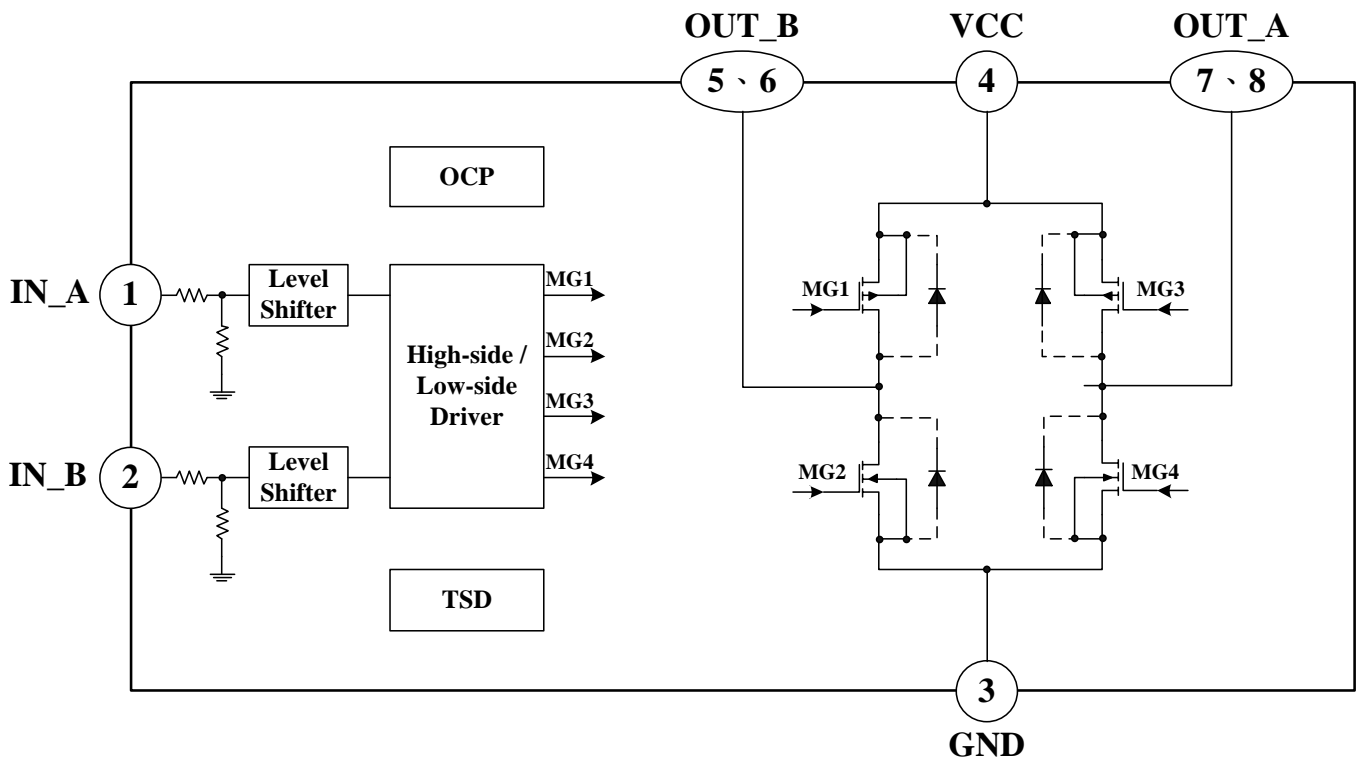 OUT_B
VCC
OUT_A
5、6
4
7、8
OCP
IN_A
1
Level
Shifter
MG1
MG2
MG3
MG4
High-side /
Low-side
Driver
IN_B
2
Level
Shifter
TSD
MG1
MG3
MG2
MG4
3
GND